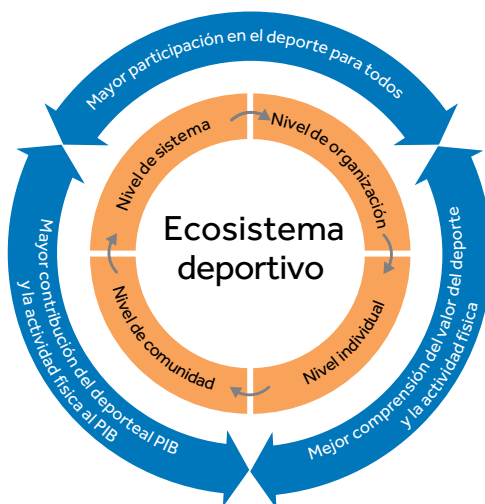 Mayor participación en el deporte para todos
Nivel de sistema
Nivel de organización
Ecosistema
deportivo
Nivel de comunidad
Nivel individual
Mayor contribución del deporteal PIB
y la actividad física al PIB
Mejor comprensión del valor del deporte
y la actividad física